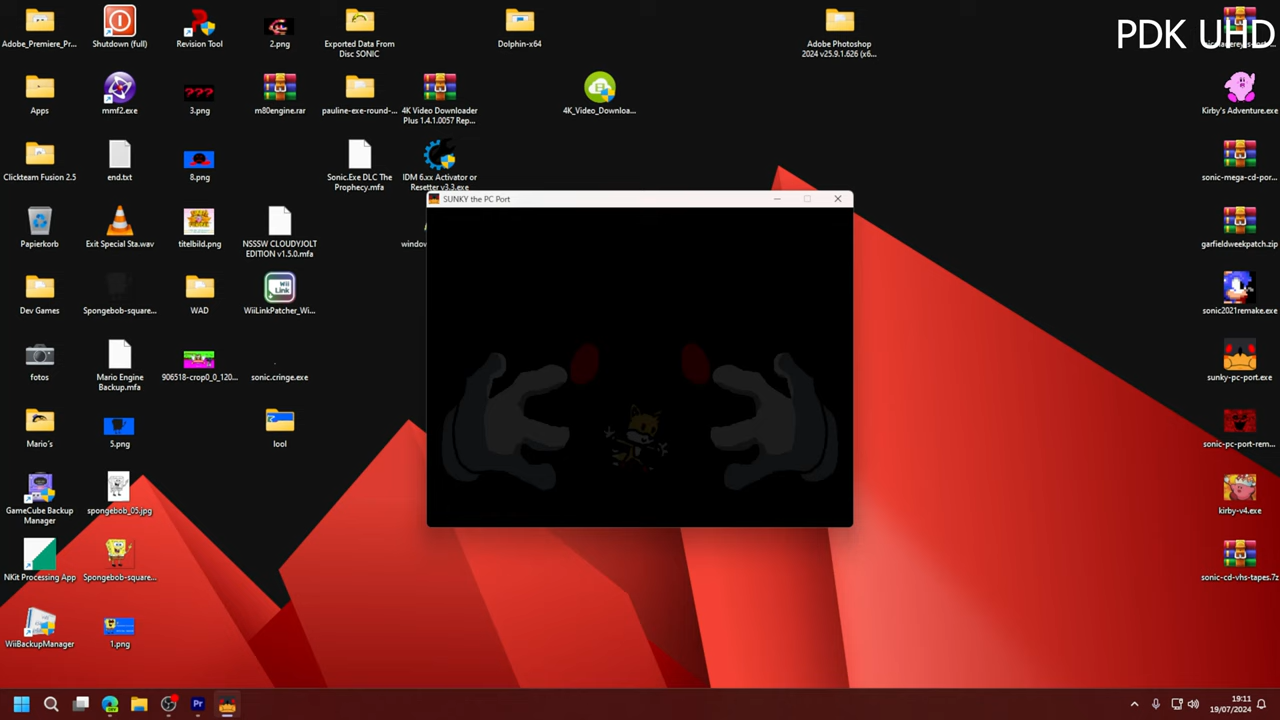 PDK UHD
Adobe_Premiere_Pr...
Shutdown (full)
Revision Tool
2.png
Exported Data From
Disc SONIC
Dolphin-x64
Adobe Photoshop
2024 v25.9.1.626 (x6...
Apps
mmf2.exe
3.png
m80engine.rar
pauline-exe-round-...
4K Video Downloader
Plus 1.4.1.0057 Rep...
4K_Video_Downloa...
Kirby's Adventure.exe
Clickteam Fusion 2.5
end.txt
8.png
Sonic.Exe DLC The
Prophecy.mfa
IDM 6.xx Activator or
Resetter v3.3.exe
sonic-mega-cd-por...
SUNKY the PC Port
Papierkorb
Exit Special Sta.wav
titelbild.png
NSSSW CLOUDYJOLT
EDITION v1.5.0.mfa
window
garfieldweekpatch.zip
Dev Games
Spongebob-square...
WAD
Wii
Link
WiiLinkPatcher_Wi...
sonic2021remake.exe
fotos
Mario Engine
Backup.mfa
906518-crop0_0_120...
sonic.cringe.exe
sunky-pc-port.exe
Mario's
5.png
lool
sonic-pc-port-rem...
GameCube Backup
Manager
spongebob_05.jpg
kirby-v4.exe
NKit Processing App
Spongebob-square...
sonic-cd-vhs-tapes.7z
WiiBackupManager
1.png
Pr
19:11
19/07/2024